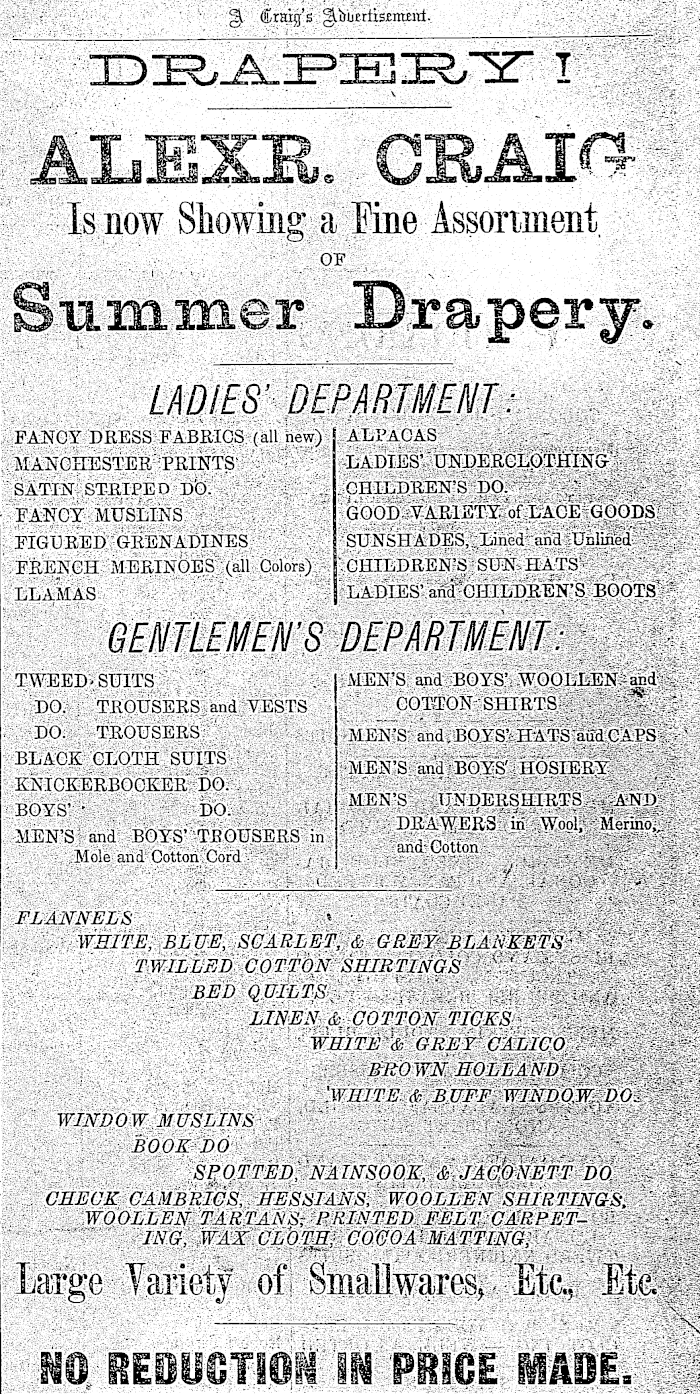 A Craig's Advertisement.
DRAPERY!
ALEXR. CRAIG
Is now Showing a Fine Assortment
OF
Summer Drapery.
LADIES' DEPARTMENT:
FANCY DRESS FABRICS (all new)
MANCHESTER PRINTS
SATIN STRIPED DO.
FANCY MUSLINS
FIGURED GRENADINES
FRENCH MERINOES (all Colors)
LLAMAS
ALPACAS
LADIES' UNDERCLOTHING
CHILDREN'S DO.
GOOD VARIETY of LACE GOODS
SUNSHADES, Lined and Unlined
CHILDREN'S SUN HATS
LADIES' and CHILDREN'S BOOTS
GENTLEMEN'S DEPARTMENT:
TWEED SUITS
DO. TROUSERS and VESTS
DO. TROUSERS
BLACK CLOTH SUITS
KNICKERBOCKER DO.
BOYS' DO.
MEN'S and BOYS' TROUSERS in
Mole and Cotton Cord
MEN'S and BOYS' WOOLLEN and
COTTON SHIRTS
MEN'S and BOYS' HATS and CAPS
MEN'S and BOYS' HOSIERY
MEN'S UNDERSHIRTS AND
DRAWERS in Wool, Merino,
and Cotton
FLANNELS
WHITE, BLUE, SCARLET, & GREY BLANKETS
TWILLED COTTON SHIRTINGS
BED QUILTS
LINEN & COTTON TICKS
WHITE & GREY CALICO
BROWN HOLLAND
WHITE & BUFF WINDOW DO.
WINDOW MUSLINS
BOOK DO
SPOTTED, NAINSOOK, & JACONETT DO
CHECK CAMBRICS, HESSIANS, WOOLLEN SHIRTINGS,
WOOLLEN TARTANS, PRINTED FELT CARPET-
ING, WAX CLOTH, COCOA MATTING,
Large Variety of Smallwares, Etc., Etc.
NO REDUCTION IN PRICE MADE.